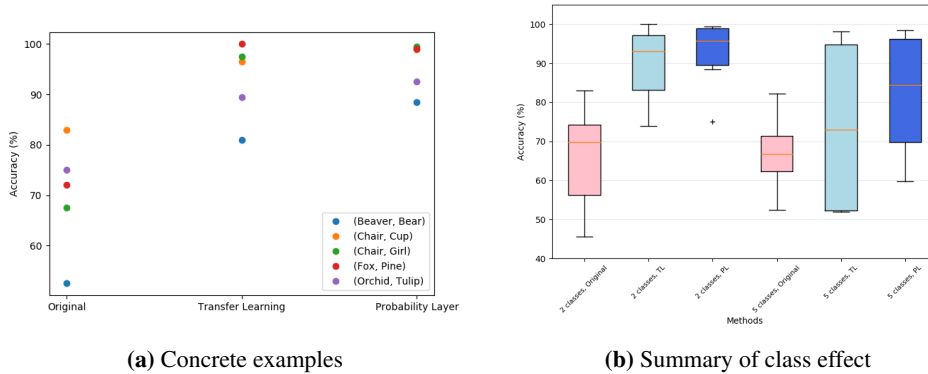 100
90
80
70
60
Accuracy (%)
(Beaver, Bear)
(Chair, Cup)
(Chair, Girl)
(Fox, Pine)
(Orchid, Tulip)
Original
Transfer Learning
Probability Layer
(a) Concrete examples
100
90
80
70
60
50
40
Accuracy (%)
2 classes, Original
2 classes, TL
2 classes, PL
5 classes, Original
5 classes, TL
5 classes, PL
Methods
(b) Summary of class effect